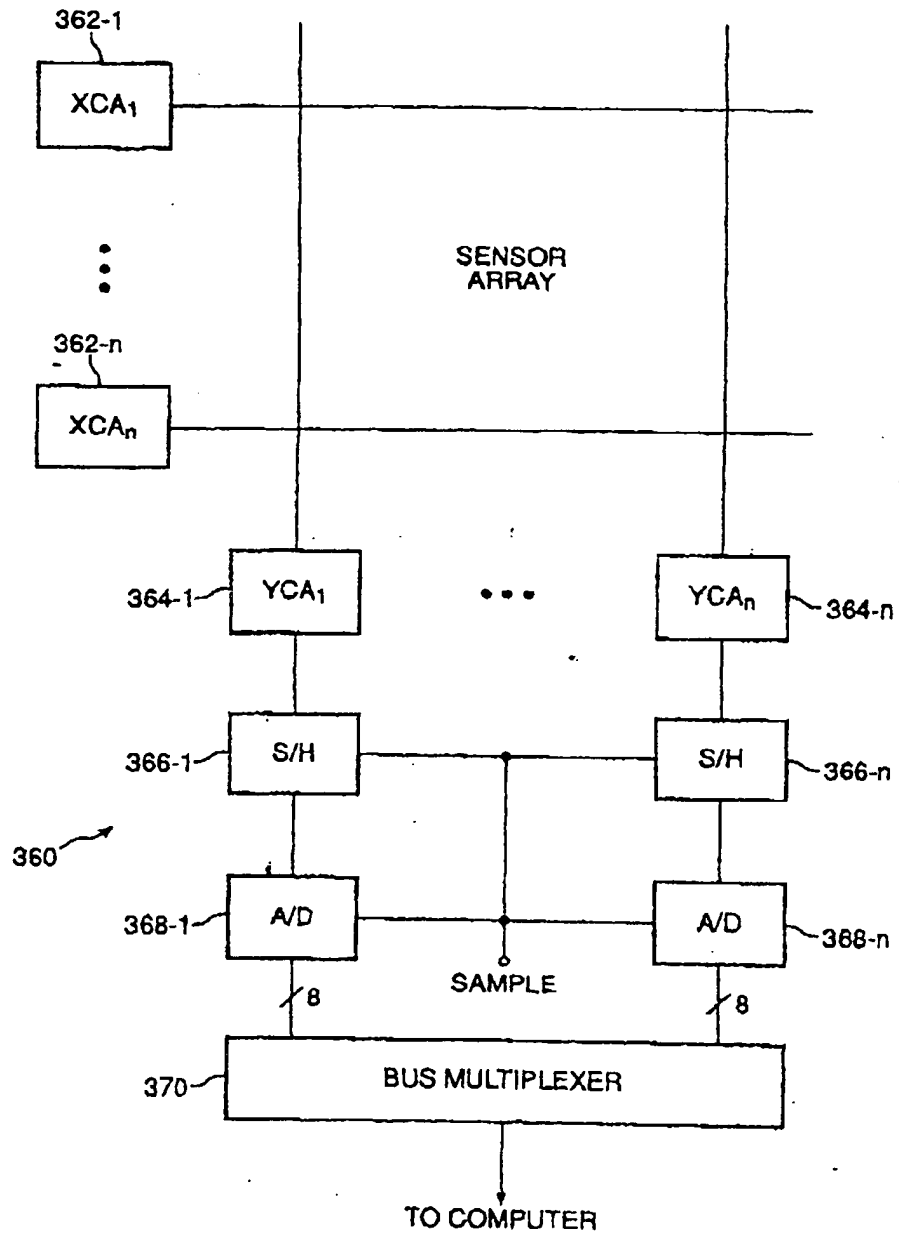 362-1
XCA₁
SENSOR
ARRAY
362-n
XCAₙ
364-1
YCA₁
YCAₙ
364-n
366-1
S/H
S/H
366-n
360
368-1
A/D
A/D
368-n
SAMPLE
8
8
370
BUS MULTIPLEXER
TO COMPUTER